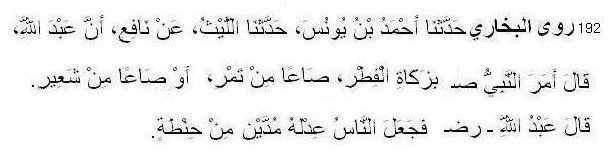 192 روى البخاري حَدَّثَنَا أَحْمَدُ بْنُ يُونُسَ، حَدَّثَنَا اللَّيْثُ، عَنْ نَافِعٍ، أَنَّ عَبْدَ اللَّهِ،
قَالَ أَمَرَ النَّبِيُّ صـ بِزَكَاةِ الْفِطْرِ، صَاعًا مِنْ تَمْرٍ، أَوْ صَاعًا مِنْ شَعِيرٍ.
قَالَ عَبْدُ اللَّهِ ـ رضـ فَجَعَلَ النَّاسُ عِدْلَهُ مُدَّيْنِ مِنْ حِنْطَةٍ.